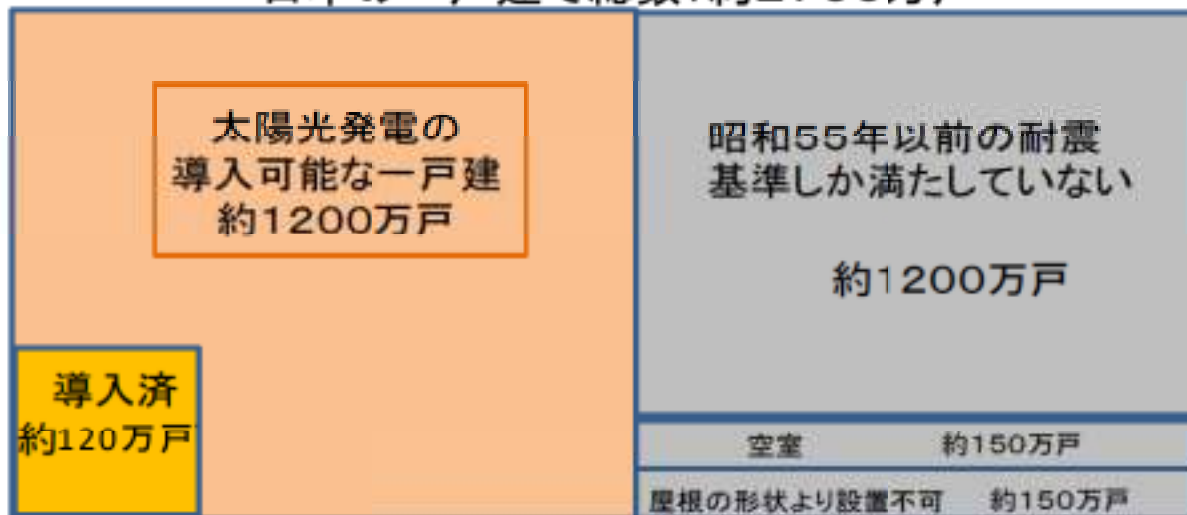 太陽光発電の
導入可能な一戸建
約1200万戸
昭和55年以前の耐震
基準しか満たしていない
約1200万戸
導入済
約120万戸
空室 約150万戸
屋根の形状より設置不可 約150万戸